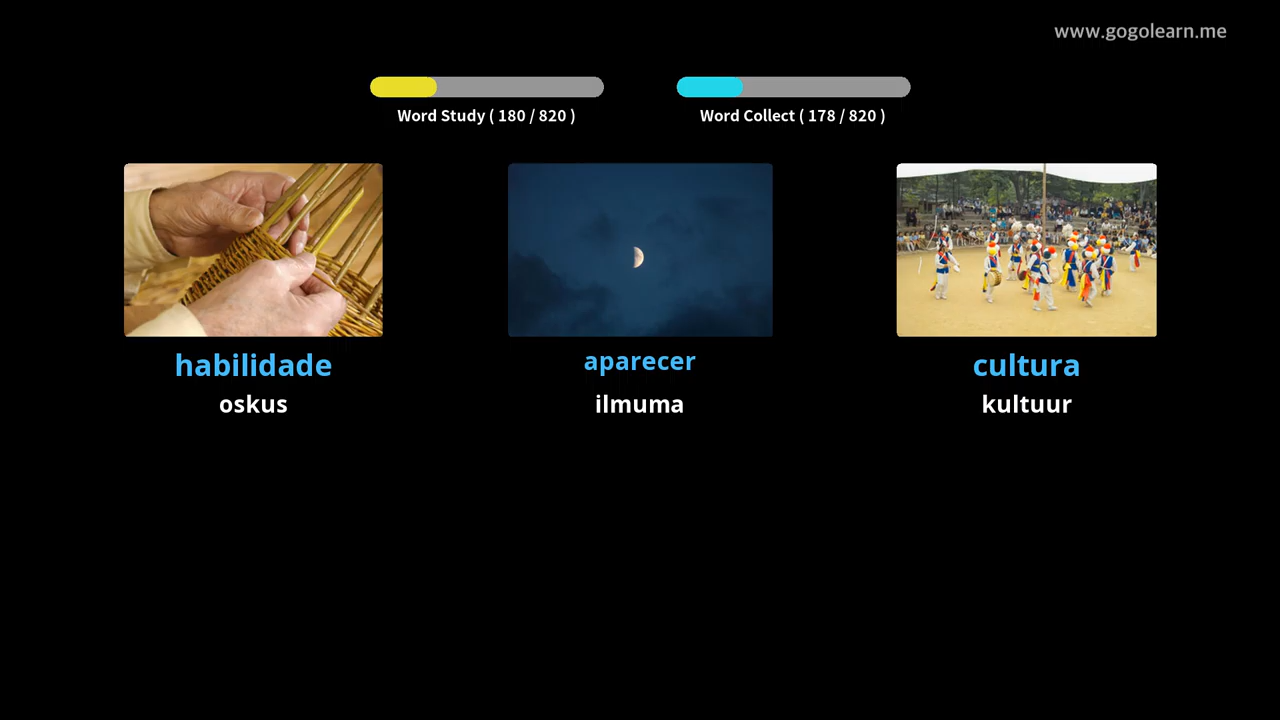 www.gogolearn.me
Word Study ( 180 / 820 )
Word Collect ( 178 / 820 )
habilidade
aparecer
cultura
oskus
ilmuma
kultuur